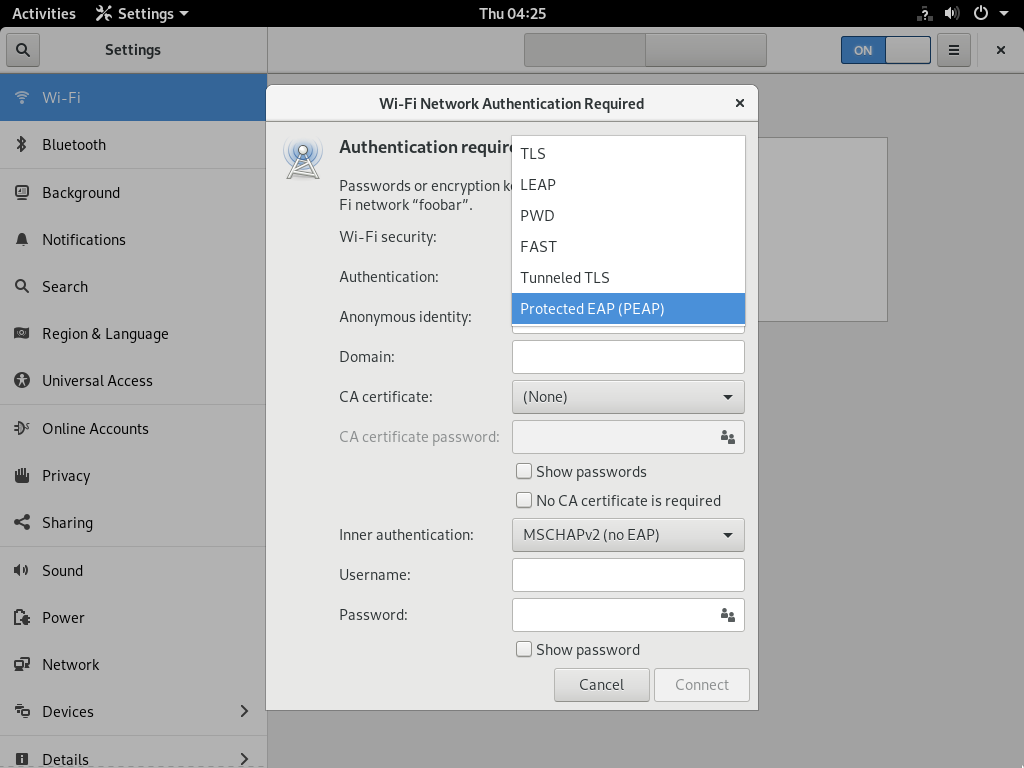 Activities
Settings
Thu 04:25
Settings
ON
Wi-Fi
Bluetooth
Background
Notifications
Search
Region & Language
Universal Access
Online Accounts
Privacy
Sharing
Sound
Power
Network
Devices
Details
Wi-Fi Network Authentication Required
Authentication require
Passwords or encryption k
Fi network “foobar”.
Wi-Fi security:
Authentication:
TLS
LEAP
PWD
FAST
Tunneled TLS
Protected EAP (PEAP)
Anonymous identity:
Domain:
CA certificate:
(None)
CA certificate password:
Show passwords
No CA certificate is required
Inner authentication:
MSCHAPv2 (no EAP)
Username:
Password:
Show password
Cancel
Connect